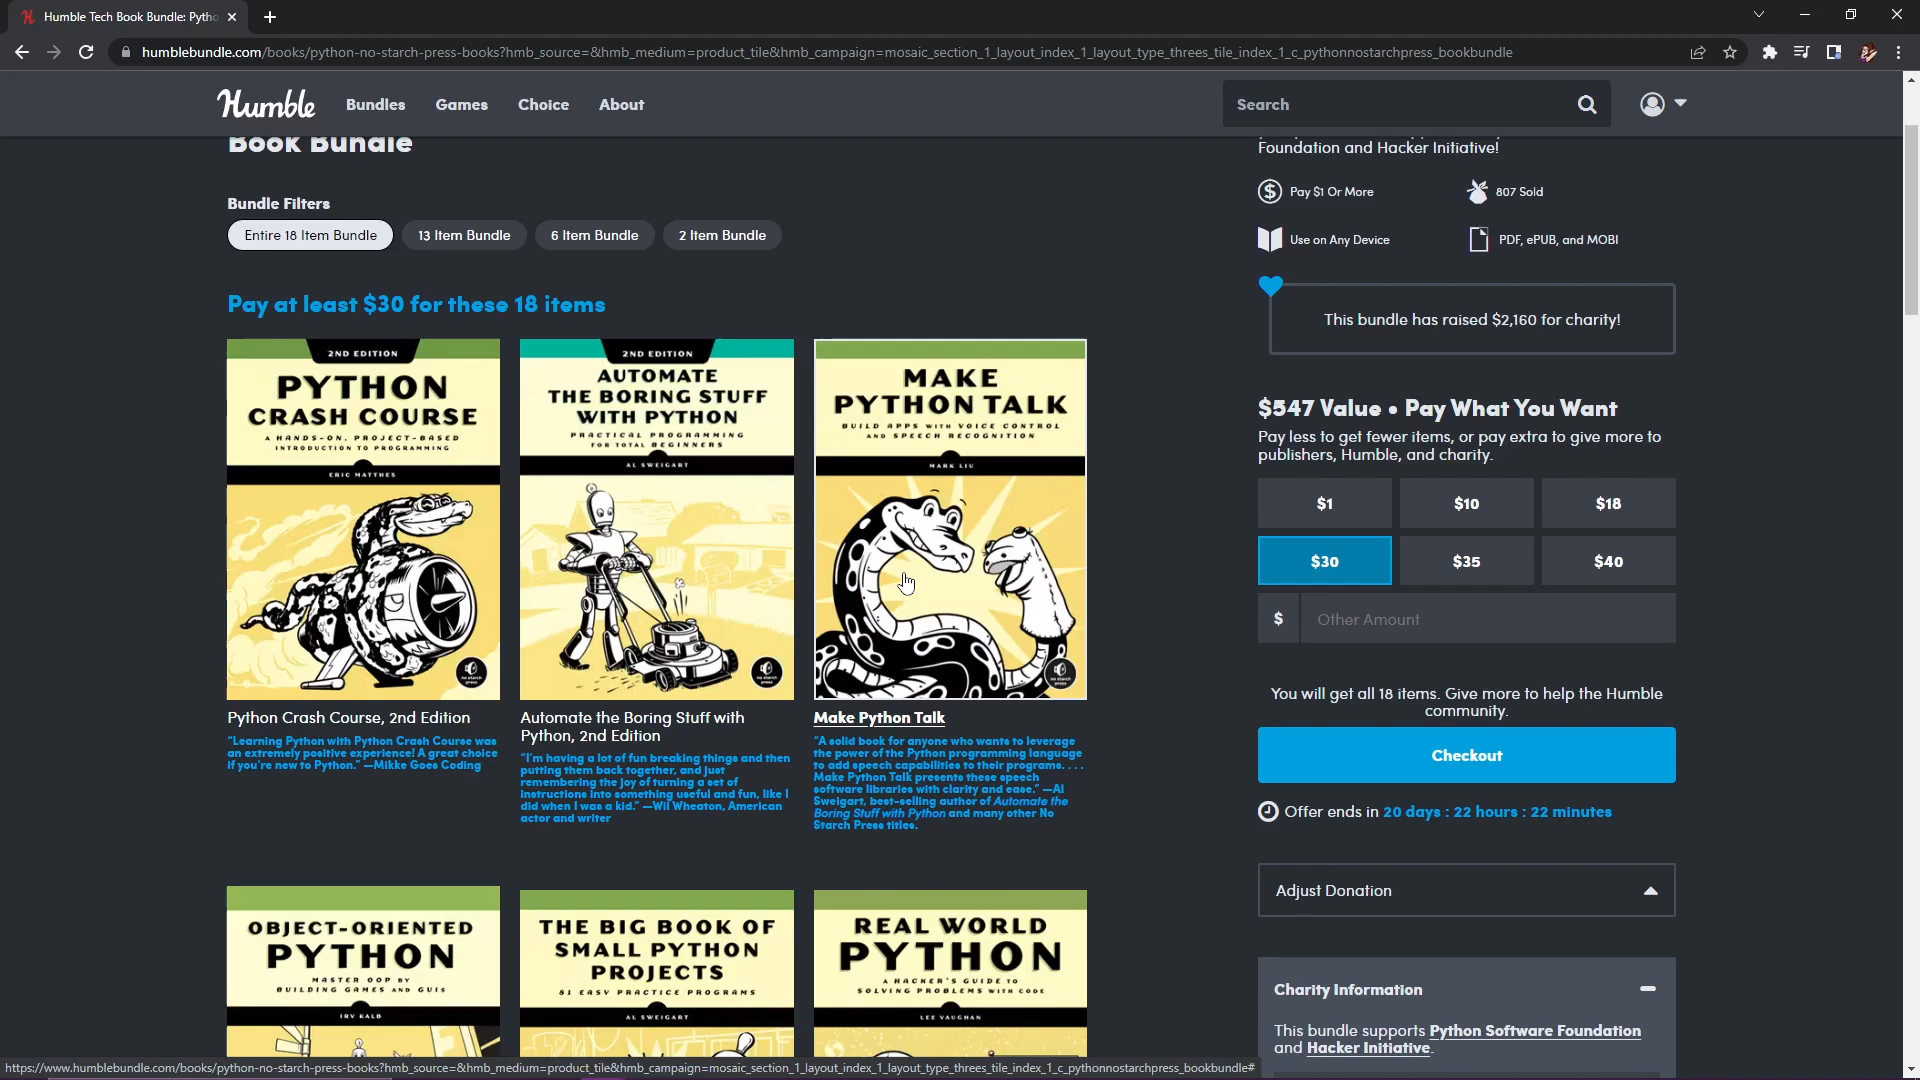 Humble Tech Book Bundle: Pytho
humblebundle.com/books/python-no-starch-press-books?hmb_source=&hmb_medium=product_tile&hmb_campaign=mosaic_section_1_layout_index_1_layout_type_threes_tile_index_1_c_pythonnostarchpress_bookbundle
Humble Bundles Games Choice About
Search
Book Bundle
Foundation and Hacker Initiative!
Pay $1 Or More
807 Sold
Use on Any Device
PDF, ePUB, and MOBI
Bundle Filters
Entire 18 Item Bundle
13 Item Bundle
6 Item Bundle
2 Item Bundle
Pay at least $30 for these 18 items
2ND EDITION
PYTHON
CRASH COURSE
A HANDS-ON, PROJECT-BASED
INTRODUCTION TO PROGRAMMING
ERIC MATTHES
no starch
press
Python Crash Course, 2nd Edition
"Learning Python with Python Crash Course was
an extremely positive experience! A great choice
if you're new to Python." —Mikke Goes Coding
2ND EDITION
AUTOMATE
THE BORING STUFF
WITH PYTHON
PRACTICAL PROGRAMMING
FOR TOTAL BEGINNERS
AL SWEIGART
no starch
press
Automate the Boring Stuff with
Python, 2nd Edition
"I'm having a lot of fun breaking things and then
putting them back together, and just
remembering the joy of turning a set of
instructions into something useful and fun, like I
did when I was a kid." —Wil Wheaton, American
actor and writer
MAKE
PYTHON TALK
BUILD APPS WITH VOICE CONTROL
AND SPEECH RECOGNITION
MARK LIU
no starch
press
Make Python Talk
"A solid book for anyone who wants to leverage
the power of the Python programming language
to add speech capabilities to their programs. . . .
Make Python Talk presents these speech
software libraries with clarity and ease." —Al
Sweigart, best-selling author of Automate the
Boring Stuff with Python and many other No
Starch Press titles.
OBJECT-ORIENTED
PYTHON
MASTER OOP BY
BUILDING GAMES AND GUIS
IRV KALB
THE BIG BOOK OF
SMALL PYTHON
PROJECTS
81 EASY PRACTICE PROGRAMS
AL SWEIGART
REAL WORLD
PYTHON
A HACKER'S GUIDE TO
SOLVING PROBLEMS WITH CODE
LEE VAUGHAN
This bundle has raised $2,160 for charity!
$547 Value • Pay What You Want
Pay less to get fewer items, or pay extra to give more to
publishers, Humble, and charity.
$1
$10
$18
$30
$35
$40
$ Other Amount
You will get all 18 items. Give more to help the Humble
community.
Checkout
Offer ends in 20 days : 22 hours : 22 minutes
Adjust Donation
Charity Information
This bundle supports Python Software Foundation
and Hacker Initiative.
https://www.humblebundle.com/books/python-no-starch-press-books?hmb_source=&hmb_medium=product_tile&hmb_campaign=mosaic_section_1_layout_index_1_layout_type_threes_tile_index_1_c_pythonnostarchpress_bookbundle#